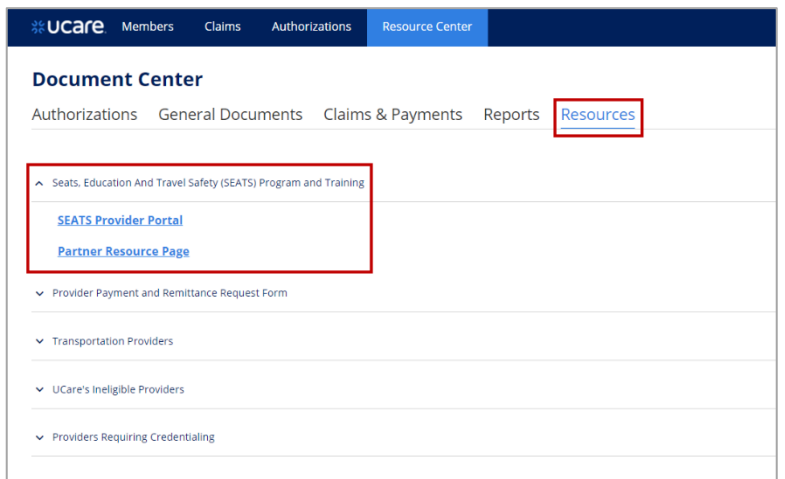 ucare. Members Claims Authorizations Resource Center
Document Center
Authorizations General Documents Claims & Payments Reports Resources
Seats, Education And Travel Safety (SEATS) Program and Training
SEATS Provider Portal
Partner Resource Page
Provider Payment and Remittance Request Form
Transportation Providers
UCare's Ineligible Providers
Providers Requiring Credentialing